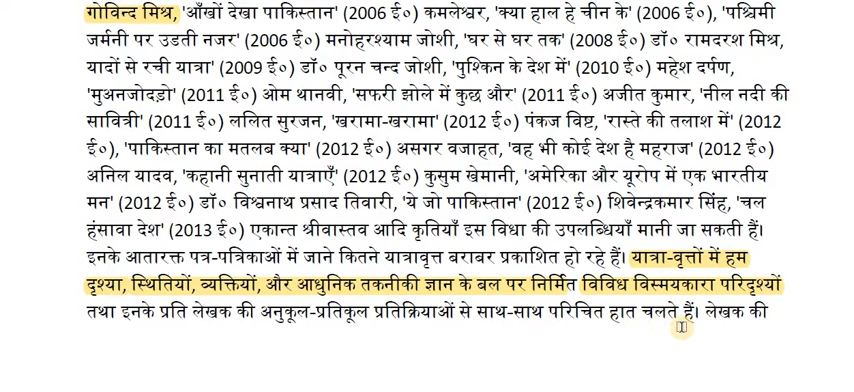 गोविन्द मिश्र, 'आँखों देखा पाकिस्तान' (2006 ई०) कमलेश्वर, 'क्या हाल हे चीन के' (2006 ई०), 'पश्चिमी
जर्मनी पर उडती नजर' (2006 ई०) मनोहरश्याम जोशी, 'घर से घर तक' (2008 ई०) डॉ० रामदरश मिश्र,
यादों से रची यात्रा' (2009 ई०) डॉ० पूरन चन्द जोशी, 'पुश्किन के देश में' (2010 ई०) महेश दर्पण,
'मुअनजोदड़ो' (2011 ई०) ओम थानवी, 'सफरी झोले में कुछ और' (2011 ई०) अजीत कुमार, 'नील नदी की
सावित्री' (2011 ई०) ललित सुरजन, 'खरामा-खरामा' (2012 ई०) पंकज विष्ट, 'रास्ते की तलाश में' (2012
ई०), 'पाकिस्तान का मतलब क्या' (2012 ई०) असगर वजाहत, 'वह भी कोई देश है महराज' (2012 ई०)
अनिल यादव, 'कहानी सुनाती यात्राएँ' (2012 ई०) कुसुम खेमानी, 'अमेरिका और यूरोप में एक भारतीय
मन' (2012 ई०) डॉ० विश्वनाथ प्रसाद तिवारी, 'ये जो पाकिस्तान' (2012 ई०) शिवेन्द्रकमार सिंह, 'चल
हंसावा देश' (2013 ई०) एकान्त श्रीवास्तव आदि कृतियाँ इस विधा की उपलब्धियाँ मानी जा सकती हैं।
इनके आतारक्त पत्र-पत्रिकाओं में जाने कितने यात्रावृत्त बराबर प्रकाशित हो रहे हैं। यात्रा-वृत्तों में हम
दृश्या, स्थितियों, व्यक्तियों, और आधुनिक तकनीकी ज्ञान के बल पर निर्मित विविध विस्मयकारा परिदृश्यों
तथा इनके प्रति लेखक की अनुकूल-प्रतिकूल प्रतिक्रियाओं से साथ-साथ परिचित हात चलते हैं। लेखक की